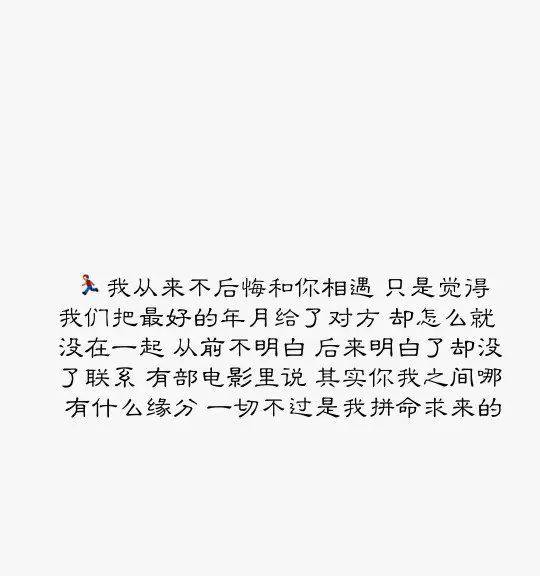 🏃我从来不后悔和你相遇 只是觉得
我们把最好的年月给了对方 却怎么就
没在一起 从前不明白 后来明白了却没
了联系 有部电影里说 其实你我之间哪
有什么缘分 一切不过是我拼命求来的